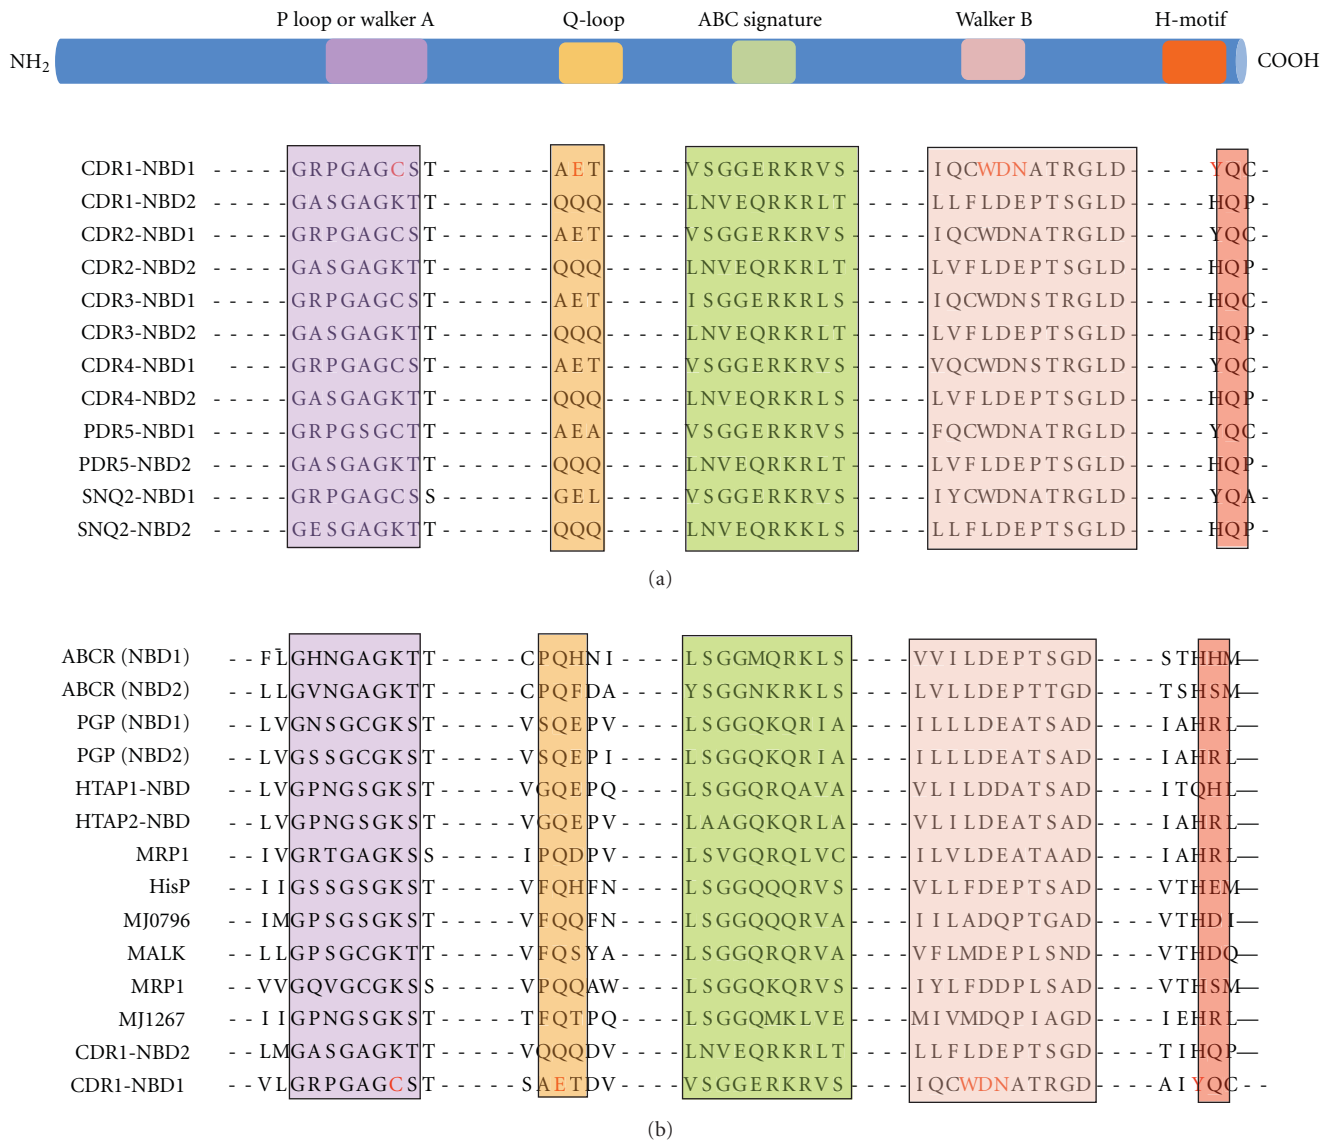 P loop or walker A Q-loop ABC signature Walker B H-motif
NH2 COOH
CDR1-NBD1 - - - - - GRPGAGCST - - - - - - - AET - - - - - VSGGERKRVS - - - - - IQCWDNATRGLD - - - - - YQC -
CDR1-NBD2 - - - - - GASGAGKTT - - - - - - - QQQ - - - - - LNVEQRKRLT - - - - - LLFLDEPTSGLD - - - - - HQP -
CDR2-NBD1 - - - - - GRPGAGCST - - - - - - - AET - - - - - VSGGERKRVS - - - - - IQCWDNATRGLD - - - - - YQC -
CDR2-NBD2 - - - - - GASGAGKTT - - - - - - - QQQ - - - - - LNVEQRKRLT - - - - - LVFLDEPTSGLD - - - - - HQP -
CDR3-NBD1 - - - - - GRPGAGCST - - - - - - - AET - - - - - ISGGERKRLS - - - - - IQCWDNSTRGLD - - - - - HQC -
CDR3-NBD2 - - - - - GASGAGKTT - - - - - - - QQQ - - - - - LNVEQRKRLT - - - - - LVFLDEPTSGLD - - - - - HQP -
CDR4-NBD1 - - - - GRPGAGCST - - - - - - - AET - - - - - VSGGERKRVS - - - - - VQCWDNATRGLD - - - - - YQC -
CDR4-NBD2 - - - - - GASGAGKTT - - - - - - - QQQ - - - - - LNVEQRKRLS - - - - - LVFLDEPTSGLD - - - - - HQP -
PDR5-NBD1 - - - - - GRPGSGCTT - - - - - - - AEA - - - - - VSGGERKRVS - - - - - FQCWDNATRGLD - - - - - YQC -
PDR5-NBD2 - - - - - GASGAGKTT - - - - - - - QQQ - - - - - LNVEQRKRLT - - - - - LVFLDEPTSGLD - - - - - HQP -
SNQ2-NBD1 - - - - - GRPGAGCSS - - - - - - - GEL - - - - - VSGGERKRVS - - - - - IYCWDNATRGLD - - - - - YQA -
SNQ2-NBD2 - - - - - GESGAGKTT - - - - - - - QQQ - - - - - LNVEQRKKLS - - - - - LLFLDEPTSGLD - - - - - HQP -
(a)
ABCR (NBD1) - - FLGHNGAGKTT - - - - - CPQHNI - - - - LSGGMQRKLS - - - - VVILDEPTSGD - - - - STHHM—
ABCR (NBD2) - - LLGVNGAGKTT - - - - - CPQFDA - - - - YSGGNKRKLS - - - - LVLLDEPTTGD - - - - TSHSM—
PGP (NBD1) - - LVGNSGCGKST - - - - - VSQEPV - - - - LSGGQKQRIA - - - - ILLLDEATSAD - - - - IAHRL—
PGP (NBD2) - - LVGSSGCGKST - - - - - VSQEPI - - - - LSGGQKQRIA - - - - ILLLDEATSAD - - - - IAHRL—
HTAP1-NBD - - LVGPNGSGKST - - - - - VGQEPQ - - - - LSGGQRQAVA - - - - VLILDDATSAD - - - - ITQHL—
HTAP2-NBD - - LVGPNGSGKST - - - - - VGQEPV - - - - LAAGQKQRLA - - - - VLILDEATSAD - - - - IAHRL—
MRP1 - - IVGRTGAGKSS - - - - - IPQDPV - - - - LSVGQRQLVC - - - - ILVLDEATAAD - - - - IAHRL—
HisP - - IIGSSGSGKST - - - - - VFQHFN - - - - LSGGQQQRVS - - - - VLLFDEPTSAD - - - - VTHEM—
MJ0796 - - IMGPSGSGKST - - - - - VFQQFN - - - - LSGGQQQRVA - - - - IILADQPTGAD - - - - VTHDI—
MALK - - LLGPSGCGKTT - - - - - VFQSYA - - - - LSGGQRQRVA - - - - VFLMDEPLSND - - - - VTHDQ—
MRP1 - - VVGQVGCGKSS - - - - - VPQQAW - - - - LSGGQKQRVS - - - - IYLFDDPLSAD - - - - VTHSM—
MJ1267 - - IIGPNGSGKST - - - - - TFQTPQ - - - - LSGGQMKLVE - - - - MIVMDQPIAGD - - - - IEHRL—
CDR1-NBD2 - - LMGASGAGKTT - - - - - VQQQDV - - - - LNVEQRKRLT - - - - LLFLDEPTSGD - - - - TIHQP—
CDR1-NBD1 - - VLGRPGAGCST - - - - - SAETDV - - - - VSGGERKRVS - - - - IQCWDNATRGD - - - - AIYQC - -
(b)